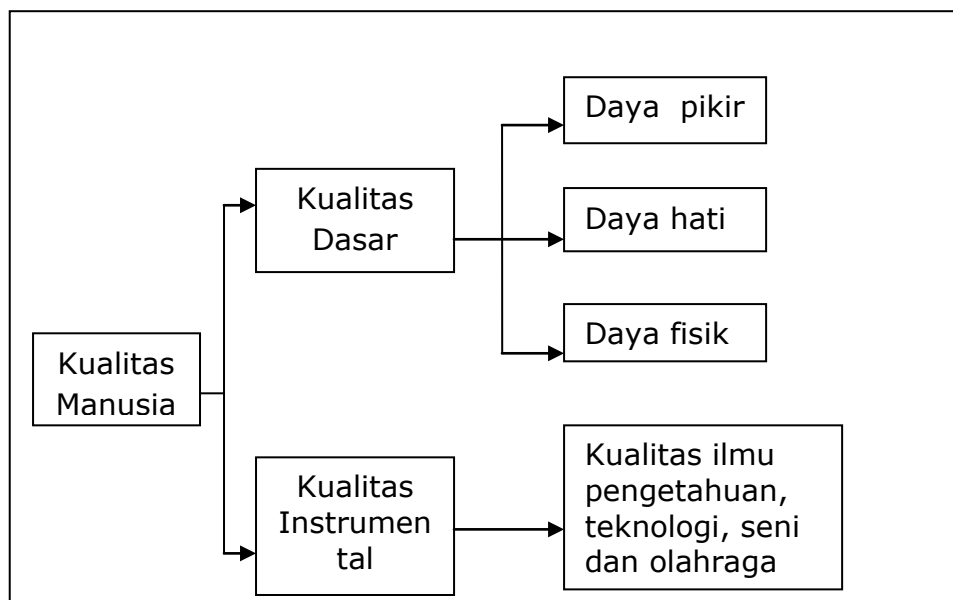 Daya pikir
Kualitas
Dasar
Daya hati
Daya fisik
Kualitas
Manusia
Kualitas
Instrumen
tal
Kualitas ilmu
pengetahuan,
teknologi, seni
dan olahraga